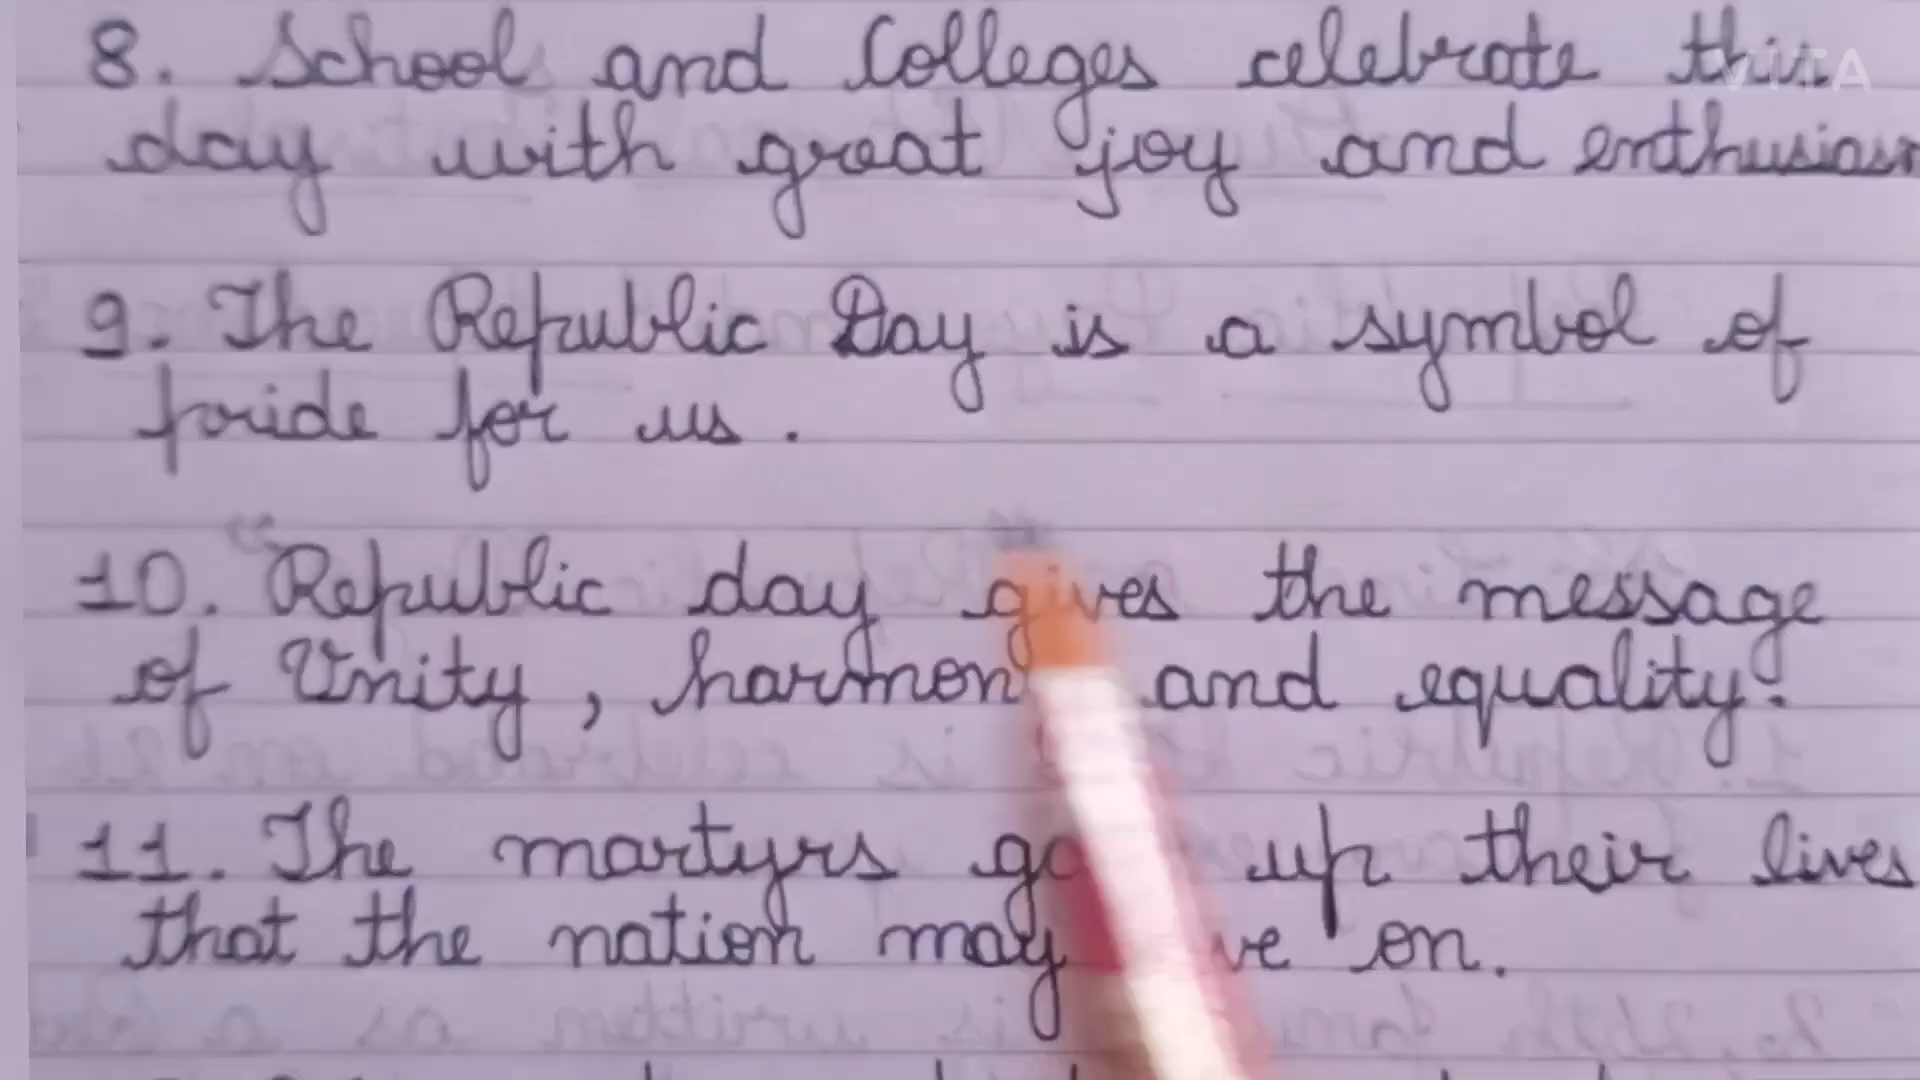 8. School and Colleges celebrate this
day with great joy and enthusiasm
9. The Republic Day is a symbol of
pride for us.
10. Republic day gives the message
of Unity, harmony and equality.
11. The martyrs up their lives
that the nation may on.
VITA